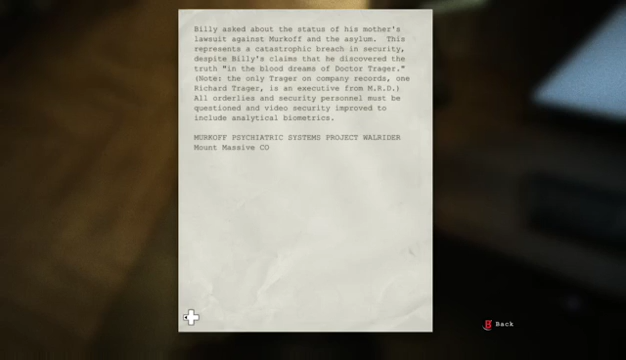 Billy asked about the status of his mother's
lawsuit against Murkoff and the asylum.  This
represents a catastrophic breach in security,
despite Billy's claims that he discovered the
truth "in the blood dreams of Doctor Trager."
(Note: the only Trager on company records, one
Richard Trager, is an executive from M.R.D.)
All orderlies and security personnel must be
questioned and video security improved to
include analytical biometrics.
MURKOFF PSYCHIATRIC SYSTEMS PROJECT WALRIDER
Mount Massive CO
B Back